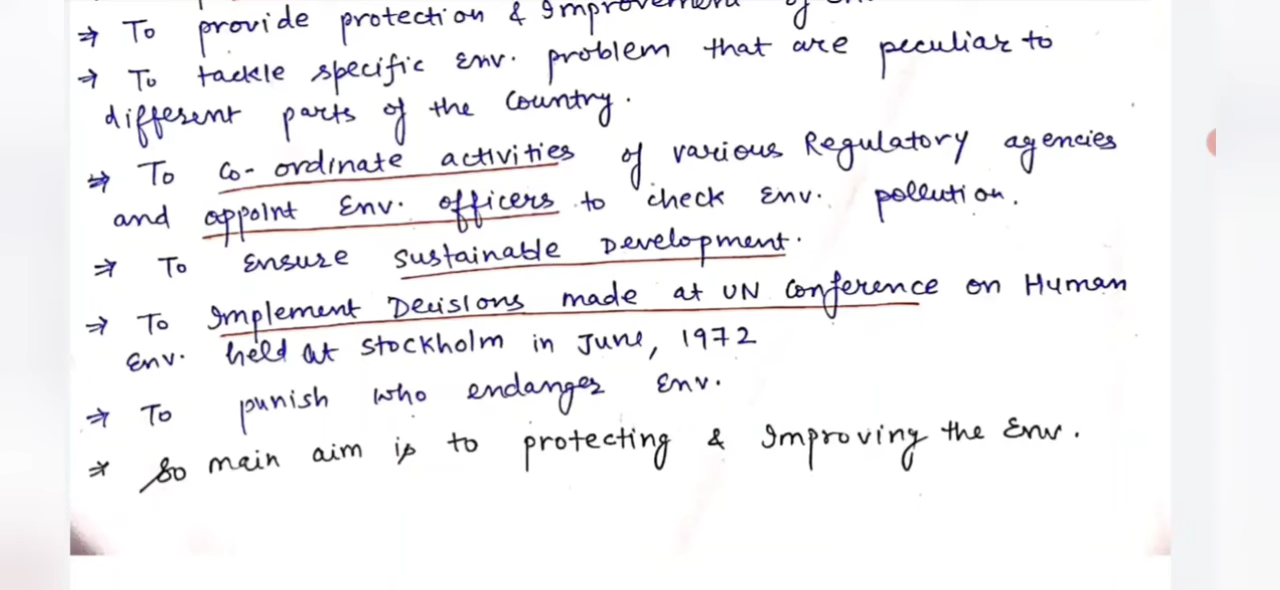 ⇒ To provide protection & Improvement of
⇒ To tackle specific Env. problem that are peculiar to
different parts of the Country.
⇒ To Co-ordinate activities of various Regulatory agencies
and appoint Env. officers to check Env. pollution.
⇒ To Ensure Sustainable Development.
⇒ To Implement Decisions made at UN Conference on Human
Env. held at Stockholm in June, 1972
⇒ To punish who endanger Env.
* So main aim is to protecting & Improving the Env.